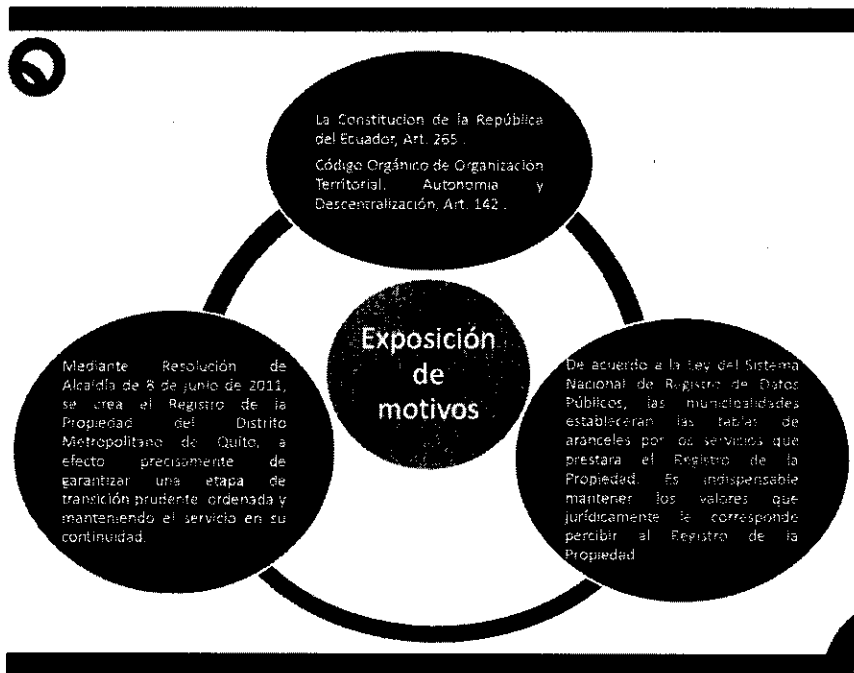 La Constitucion de la República
del Ecuador, Art. 265 .
Código Orgánico de Organización
Territorial, Autonomia y
Descentralización, Art. 142 .
Exposición
de
motivos
Mediante Resolución de
Alcaldía de 8 de junio de 2011,
se crea el Registro de la
Propiedad del Distrito
Metropolitano de Quito, a
efecto precisamente de
garantizar una etapa de
transición prudente, ordenada y
manteniendo el servicio en su
continuidad.
De acuerdo a la Ley del Sistema
Nacional de Registro de Datos
Públicos, las municipalidades
establecerán las tablas de
aranceles por los servicios que
prestara el Registro de la
Propiedad. Es indispensable
mantener los valores que
jurídicamente le corresponde
percibir al Registro de la
Propiedad